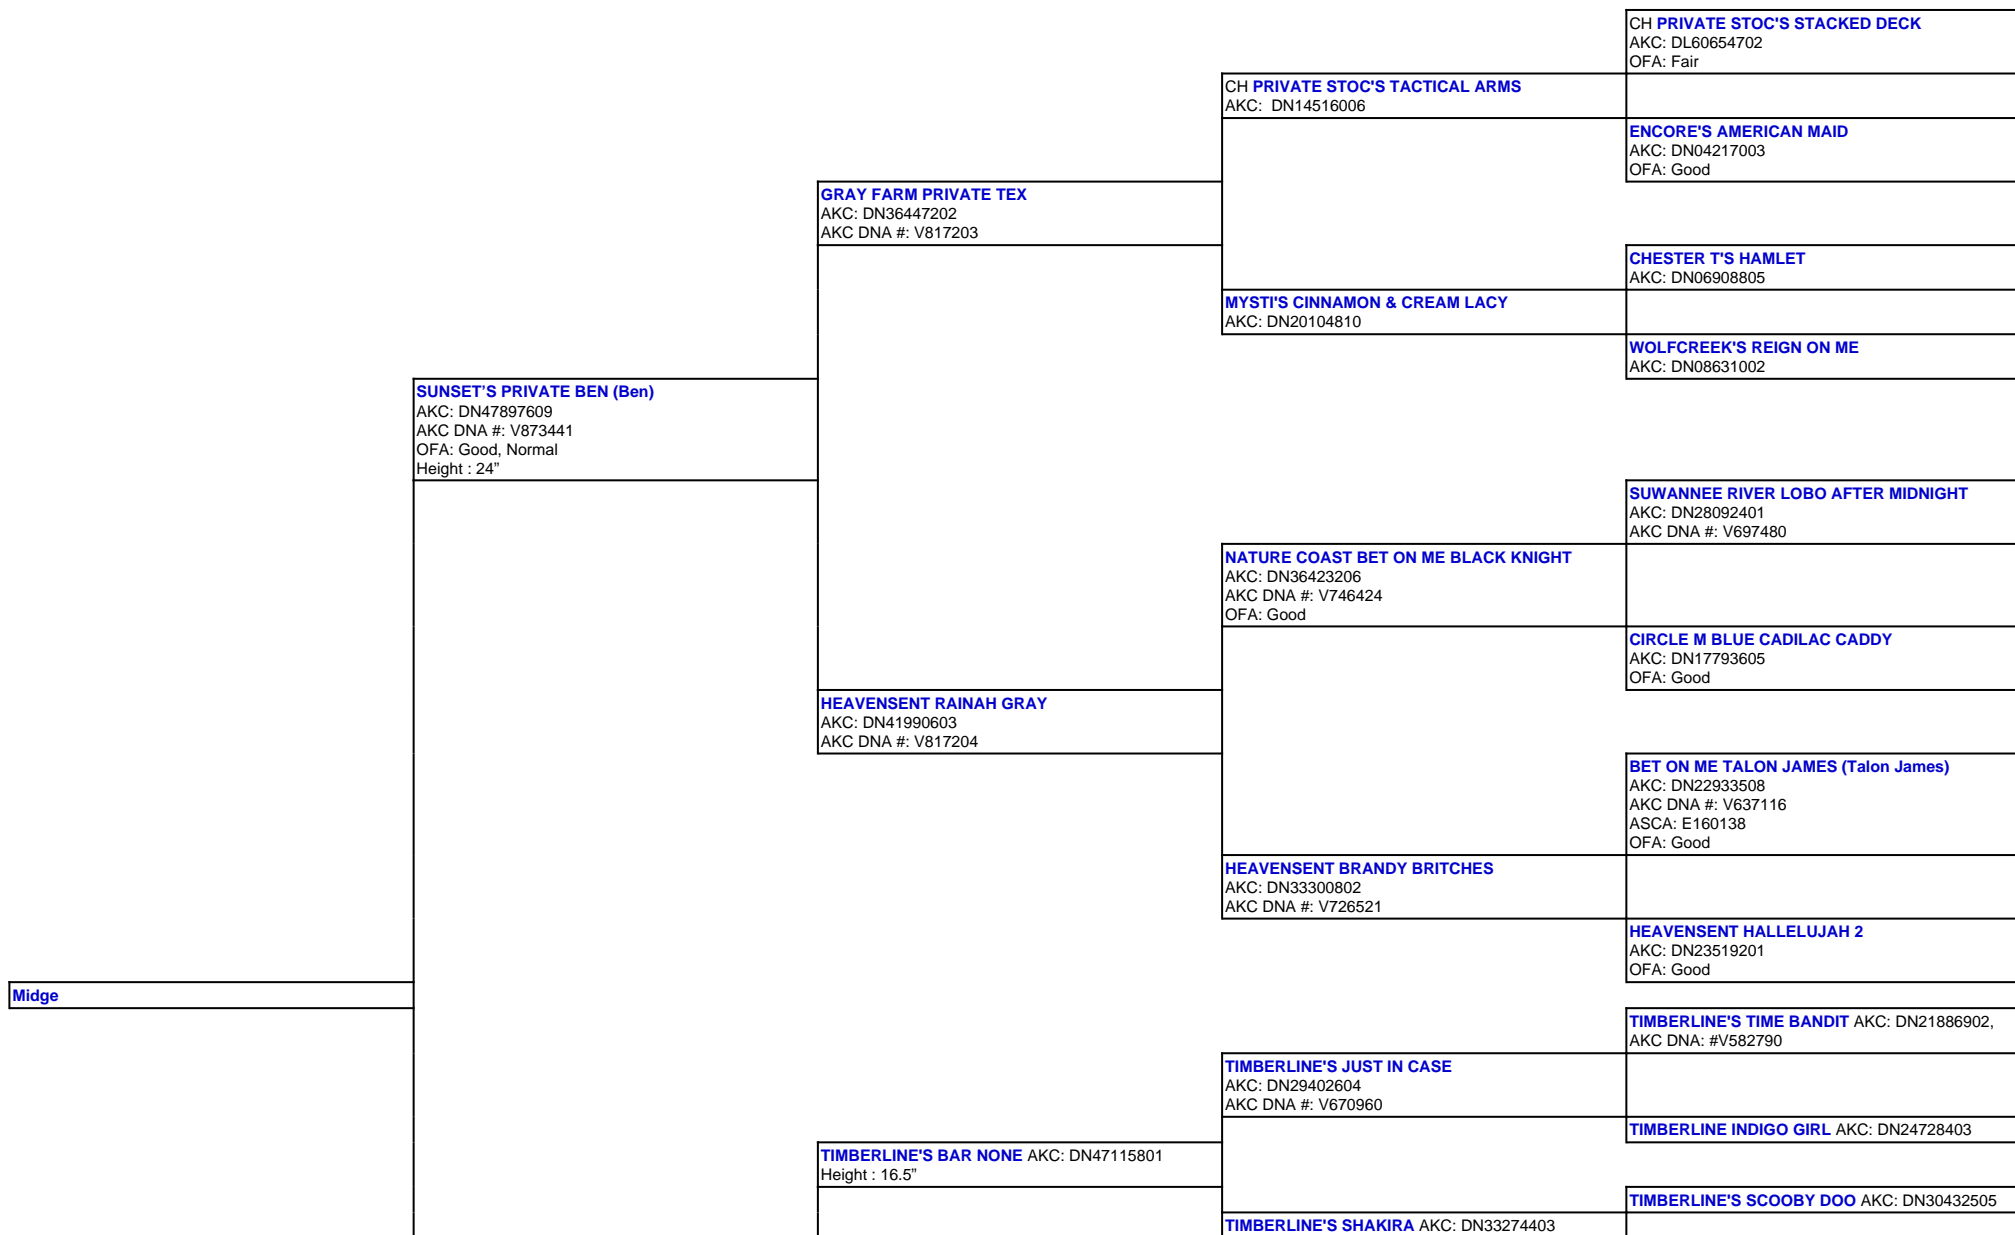 CH PRIVATE STOC'S STACKED DECK
AKC: DL60654702
OFA: Fair
CH PRIVATE STOC'S TACTICAL ARMS
AKC:  DN14516006
ENCORE'S AMERICAN MAID
AKC: DN04217003
OFA: Good
GRAY FARM PRIVATE TEX
AKC: DN36447202
AKC DNA #: V817203
CHESTER T'S HAMLET
AKC: DN06908805
MYSTI'S CINNAMON & CREAM LACY
AKC: DN20104810
WOLFCREEK'S REIGN ON ME
AKC: DN08631002
SUNSET’S PRIVATE BEN (Ben)
AKC: DN47897609
AKC DNA #: V873441
OFA: Good, Normal
Height : 24”
SUWANNEE RIVER LOBO AFTER MIDNIGHT
AKC: DN28092401
AKC DNA #: V697480
NATURE COAST BET ON ME BLACK KNIGHT
AKC: DN36423206
AKC DNA #: V746424
OFA: Good
CIRCLE M BLUE CADILAC CADDY
AKC: DN17793605
OFA: Good
HEAVENSENT RAINAH GRAY
AKC: DN41990603
AKC DNA #: V817204
BET ON ME TALON JAMES (Talon James)
AKC: DN22933508
AKC DNA #: V637116
ASCA: E160138
OFA: Good
HEAVENSENT BRANDY BRITCHES
AKC: DN33300802
AKC DNA #: V726521
HEAVENSENT HALLELUJAH 2
AKC: DN23519201
OFA: Good
Midge
TIMBERLINE'S TIME BANDIT AKC: DN21886902,
AKC DNA: #V582790
TIMBERLINE'S JUST IN CASE
AKC: DN29402604
AKC DNA #: V670960
TIMBERLINE INDIGO GIRL AKC: DN24728403
TIMBERLINE'S BAR NONE AKC: DN47115801
Height : 16.5”
TIMBERLINE'S SCOOBY DOO AKC: DN30432505
TIMBERLINE'S SHAKIRA AKC: DN33274403